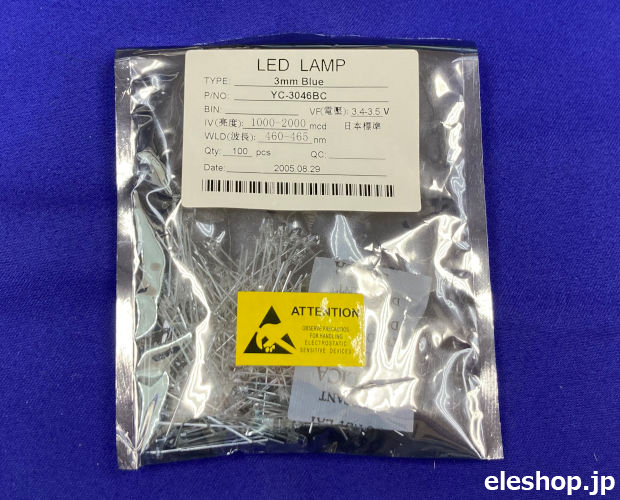 LED LAMP
TYPE: 3mm Blue
P/NO: YC-3046BC
BIN: VF(電壓): 3.4-3.5 V
IV(亮度): 1000-2000 mcd 日本標準
WLD(波長): 460-465 nm
Qty: 100 pcs QC:
Date: 2005.08.29
ATTENTION
OBSERVE PRECAUTION
FOR HANDLING
ELECTROSTATIC
SENSITIVE DEVICES
eleshop.jp